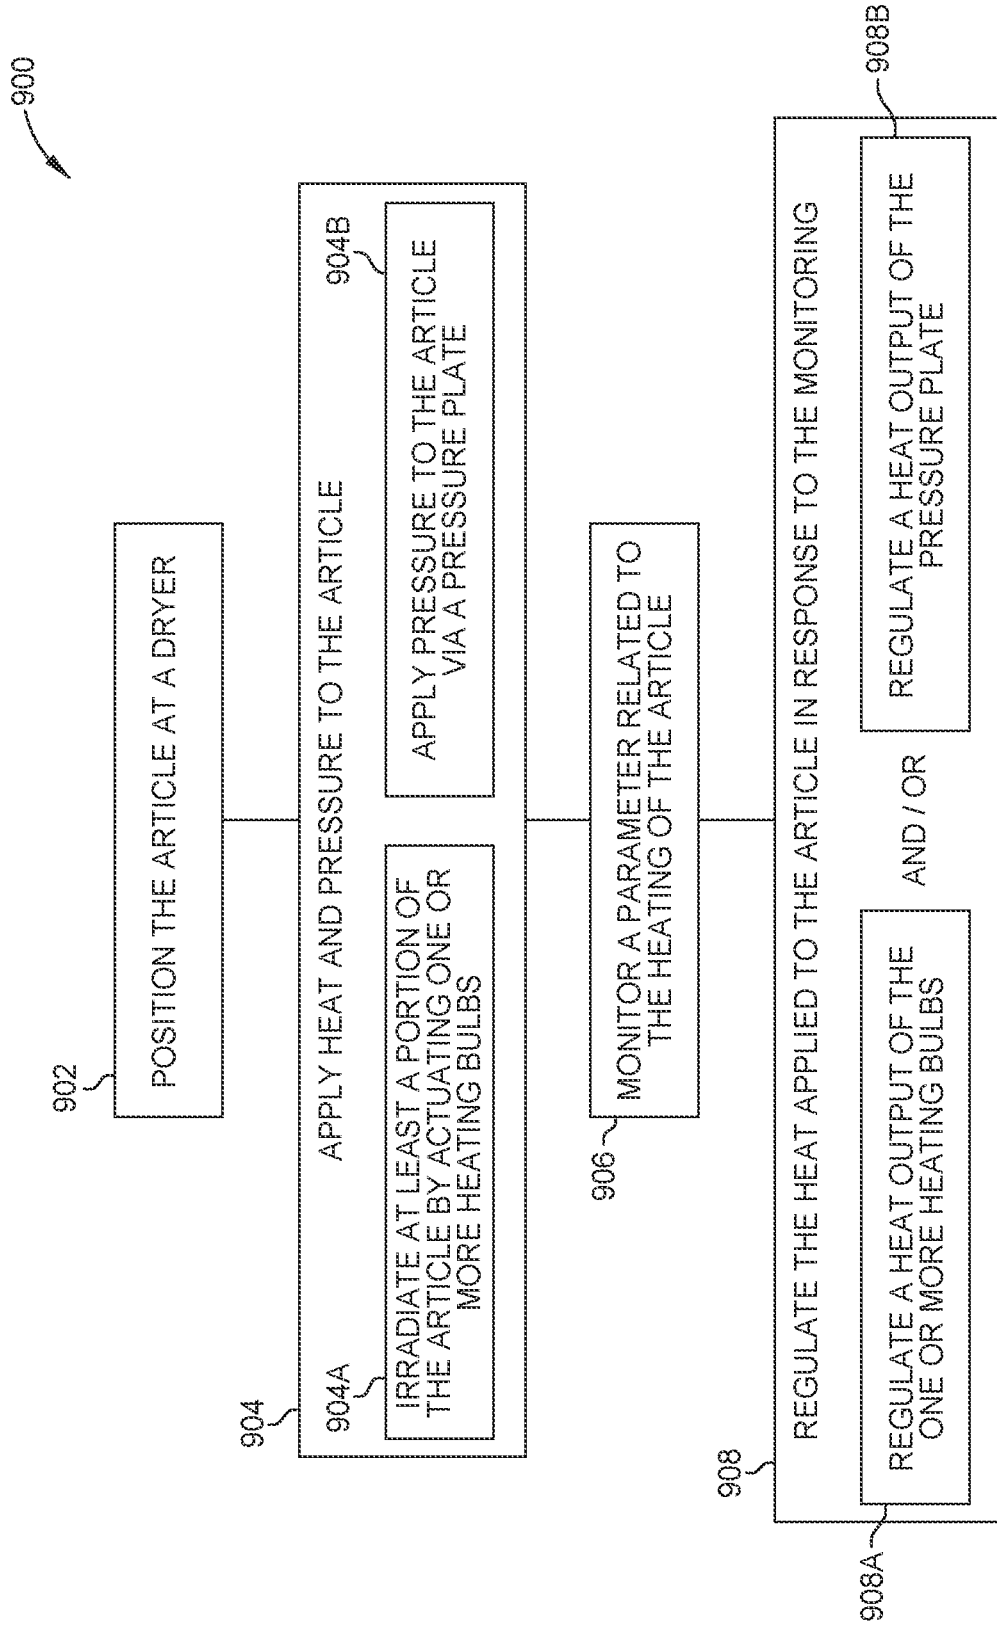 900
902
POSITION THE ARTICLE AT A DRYER
904
APPLY HEAT AND PRESSURE TO THE ARTICLE
904A
IRRADIATE AT LEAST A PORTION OF
THE ARTICLE BY ACTUATING ONE OR
MORE HEATING BULBS
904B
APPLY PRESSURE TO THE ARTICLE
VIA A PRESSURE PLATE
906
MONITOR A PARAMETER RELATED TO
THE HEATING OF THE ARTICLE
908
REGULATE THE HEAT APPLIED TO THE ARTICLE IN RESPONSE TO THE MONITORING
908A
REGULATE A HEAT OUTPUT OF THE
ONE OR MORE HEATING BULBS
AND / OR
908B
REGULATE A HEAT OUTPUT OF THE
PRESSURE PLATE